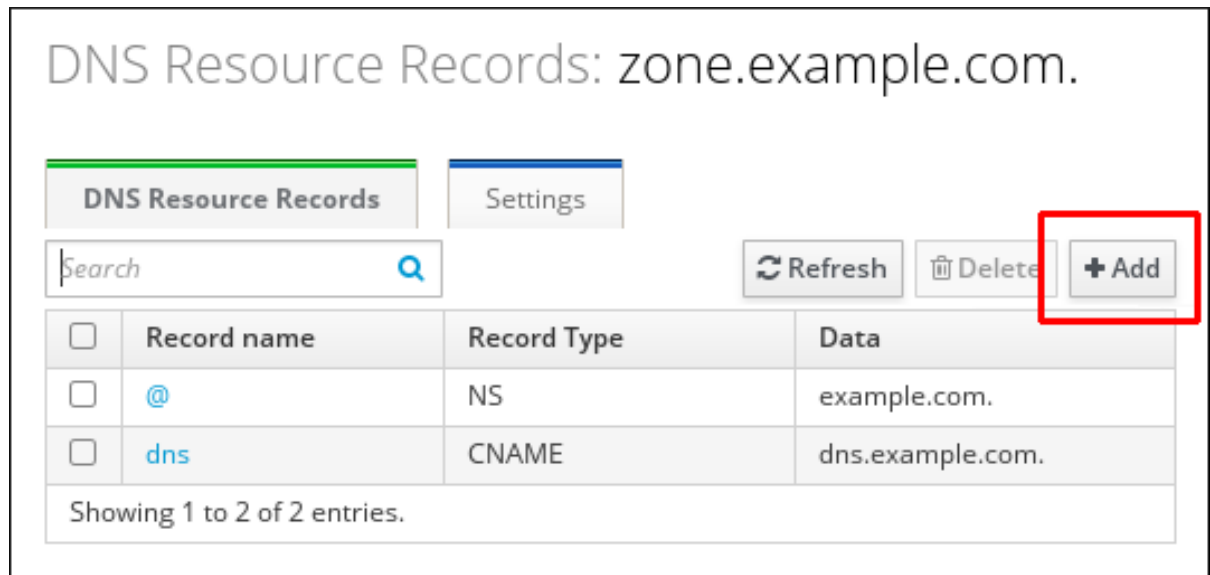 DNS Resource Records: zone.example.com.
DNS Resource Records Settings
Search Refresh Delete Add
Record name Record Type Data
@ NS example.com.
dns CNAME dns.example.com.
Showing 1 to 2 of 2 entries.